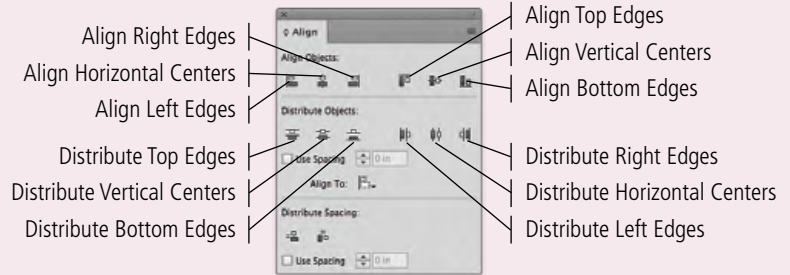 Align Right Edges
Align Horizontal Centers
Align Left Edges
Distribute Top Edges
Distribute Vertical Centers
Distribute Bottom Edges
Align
Align Objects:
Distribute Objects:
Use Spacing 0 in
Align To:
Distribute Spacing:
Use Spacing 0 in
Align Top Edges
Align Vertical Centers
Align Bottom Edges
Distribute Right Edges
Distribute Horizontal Centers
Distribute Left Edges